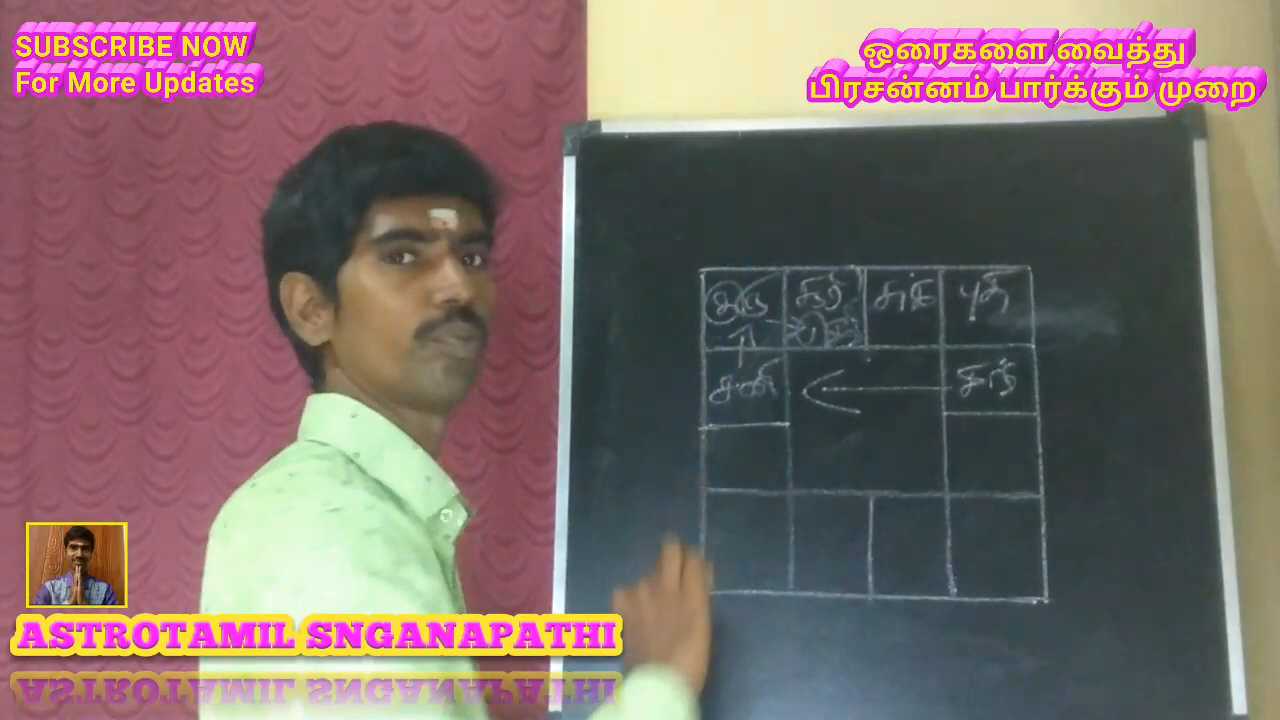 SUBSCRIBE NOW
For More Updates
ஒரைகளை வைத்து
பிரசன்னம் பார்க்கும் முறை
சுக்
புதி
சனி
சந்
ASTROTAMIL SNGANAPATHI